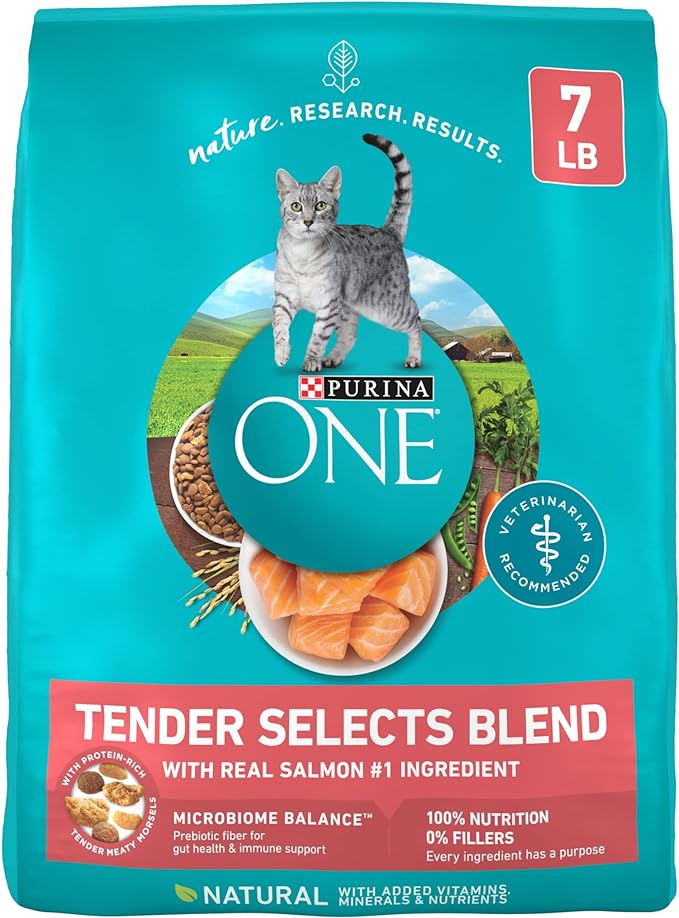 nature. RESEARCH. RESULTS.
7
LB
PURINA
ONE®
VETERINARIAN
RECOMMENDED
TENDER SELECTS BLEND
WITH REAL SALMON #1 INGREDIENT
WITH PROTEIN-RICH
TENDER MEATY MORSELS
MICROBIOME BALANCE™
Prebiotic fiber for
gut health & immune support
100% NUTRITION
0% FILLERS
Every ingredient has a purpose
NATURAL WITH ADDED VITAMINS,
MINERALS & NUTRIENTS